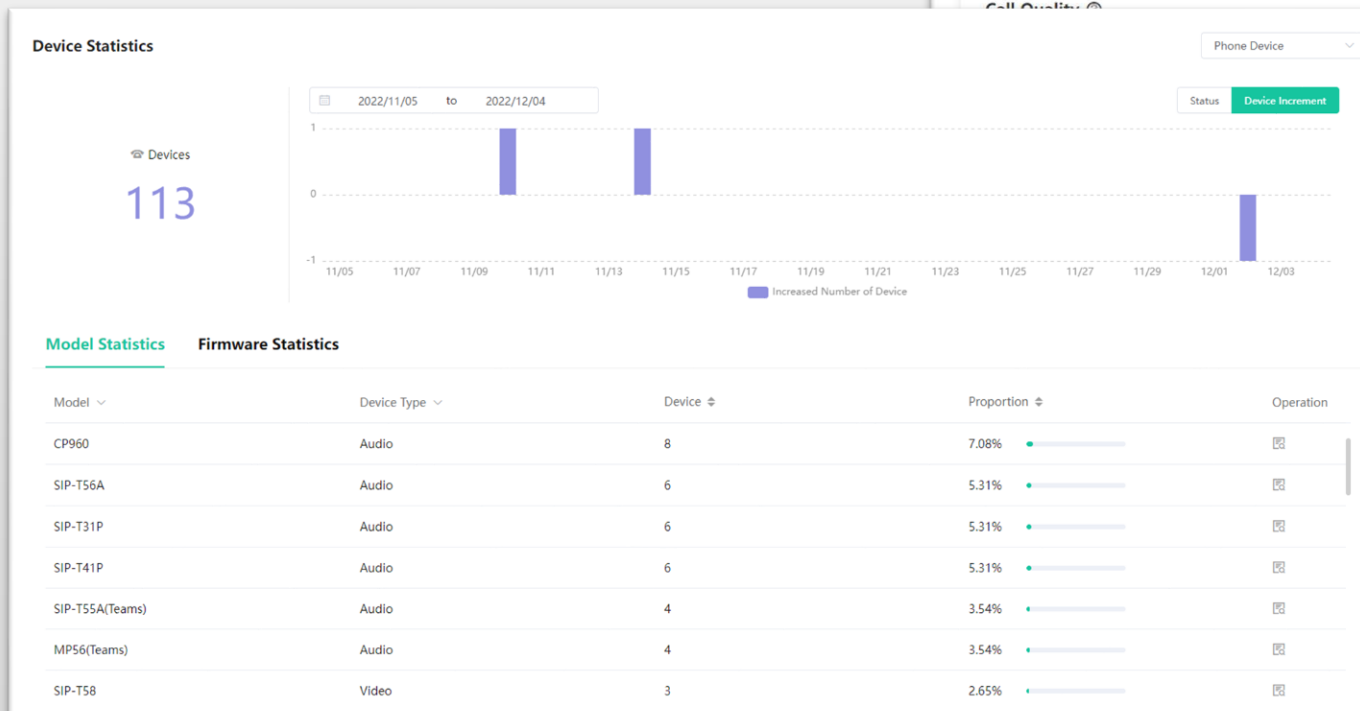 Call Quality
Device Statistics
Phone Device
2022/11/05 to 2022/12/04
Status Device Increment
Devices
113
1
0
-1
11/05 11/07 11/09 11/11 11/13 11/15 11/17 11/19 11/21 11/23 11/25 11/27 11/29 12/01 12/03
Increased Number of Device
Model Statistics Firmware Statistics
Model Device Type Device Proportion Operation
CP960 Audio 8 7.08%
SIP-T56A Audio 6 5.31%
SIP-T31P Audio 6 5.31%
SIP-T41P Audio 6 5.31%
SIP-T55A(Teams) Audio 4 3.54%
MP56(Teams) Audio 4 3.54%
SIP-T58 Video 3 2.65%